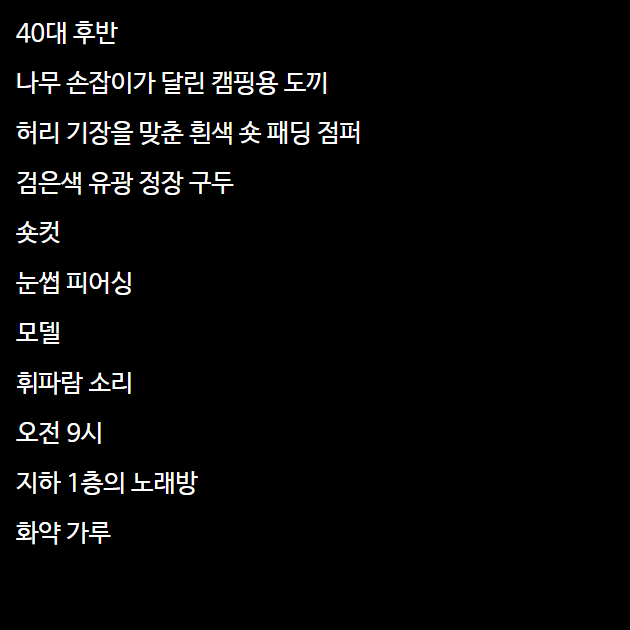 40대 후반
나무 손잡이가 달린 캠핑용 도끼
허리 기장을 맞춘 흰색 숏 패딩 점퍼
검은색 유광 정장 구두
숏컷
눈썹 피어싱
모델
휘파람 소리
오전 9시
지하 1층의 노래방
화약 가루